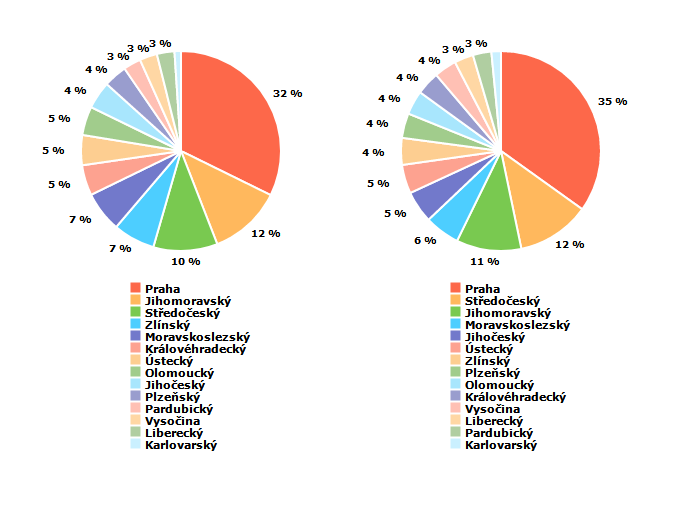 3 %
3 %
3 %
4 %
4 %
5 %
5 %
5 %
7 %
7 %
10 %
12 %
32 %
Praha
Jihomoravský
Středočeský
Zlínský
Moravskoslezský
Královéhradecký
Ústecký
Olomoucký
Jihočeský
Plzeňský
Pardubický
Vysočina
Liberecký
Karlovarský
3 %
3 %
4 %
4 %
4 %
4 %
4 %
5 %
5 %
6 %
11 %
12 %
35 %
Praha
Středočeský
Jihomoravský
Moravskoslezský
Jihočeský
Ústecký
Zlínský
Plzeňský
Olomoucký
Královéhradecký
Vysočina
Liberecký
Pardubický
Karlovarský